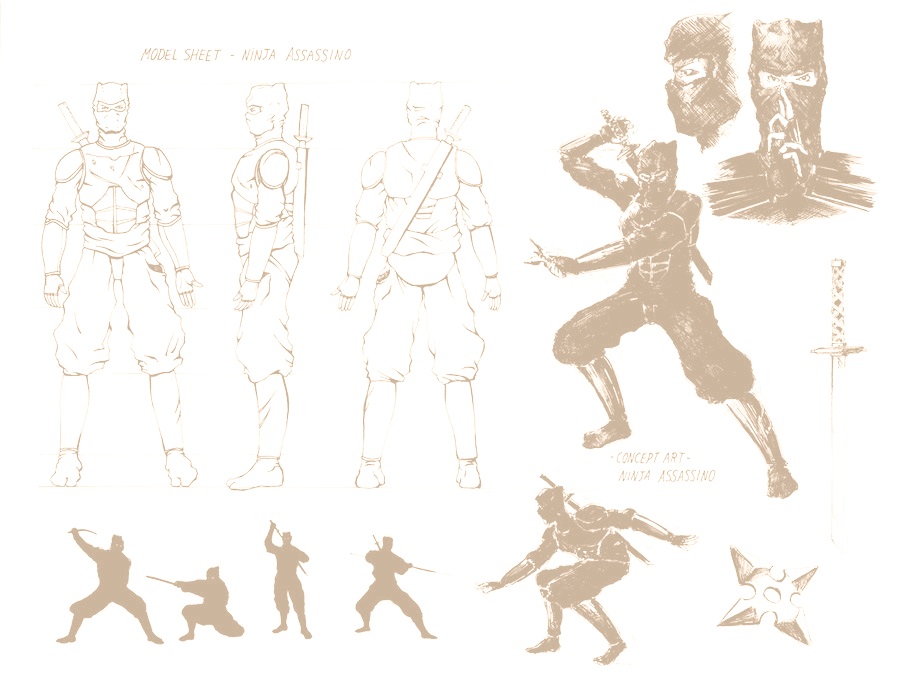 MODEL SHEET - NINJA ASSASSINO
- CONCEPT ART -
NINJA ASSASSINO